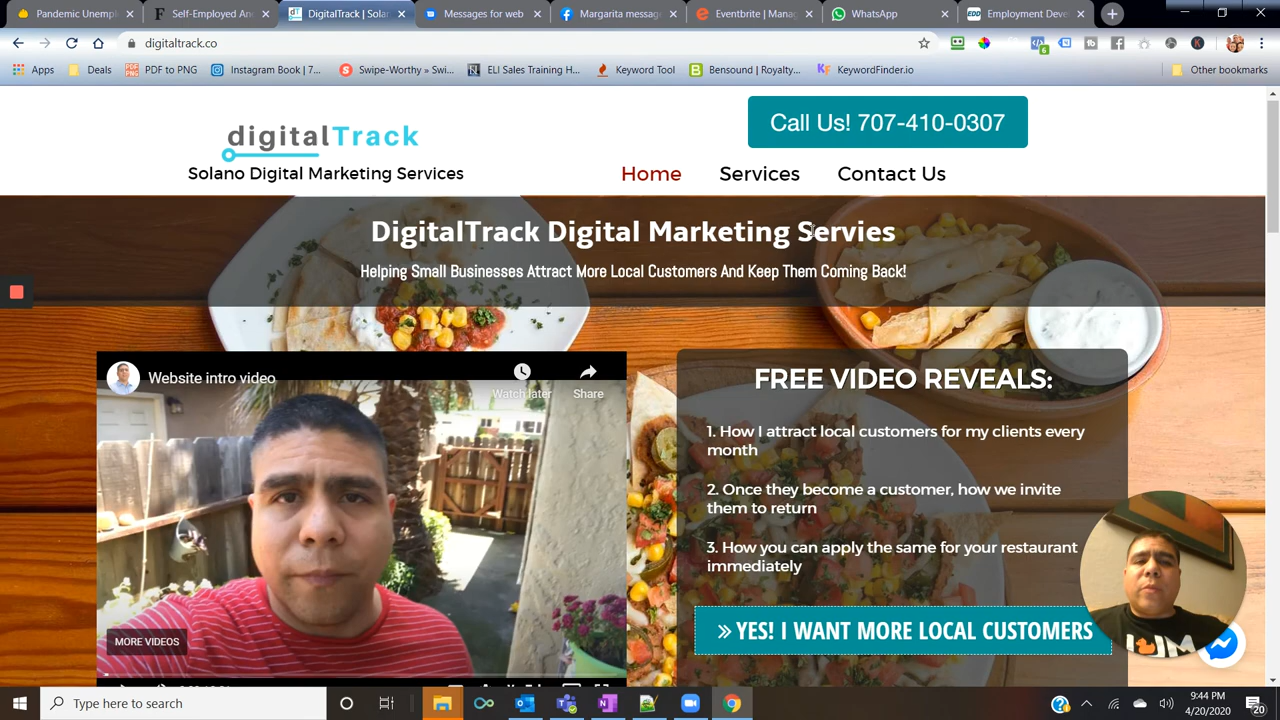 Pandemic Unempl
Self-Employed An
DigitalTrack | Solan
Messages for web
Margarita messag
Eventbrite | Manag
WhatsApp
EDD
Employment Deve
digitaltrack.co
6
K
Apps
Deals
PDF to PNG
Instagram Book | 7...
Swipe-Worthy » Swi...
ELI Sales Training H...
Keyword Tool
Bensound | Royalty...
KeywordFinder.io
Other bookmarks
digitalTrack
Solano Digital Marketing Services
Call Us! 707-410-0307
Home
Services
Contact Us
DigitalTrack Digital Marketing Servies
Helping Small Businesses Attract More Local Customers And Keep Them Coming Back!
Website intro video
Watch later
Share
MORE VIDEOS
FREE VIDEO REVEALS:
1. How I attract local customers for my clients every
month
2. Once they become a customer, how we invite
them to return
3. How you can apply the same for your restaurant
immediately
» YES! I WANT MORE LOCAL CUSTOMERS
Type here to search
9:44 PM
4/20/2020
20